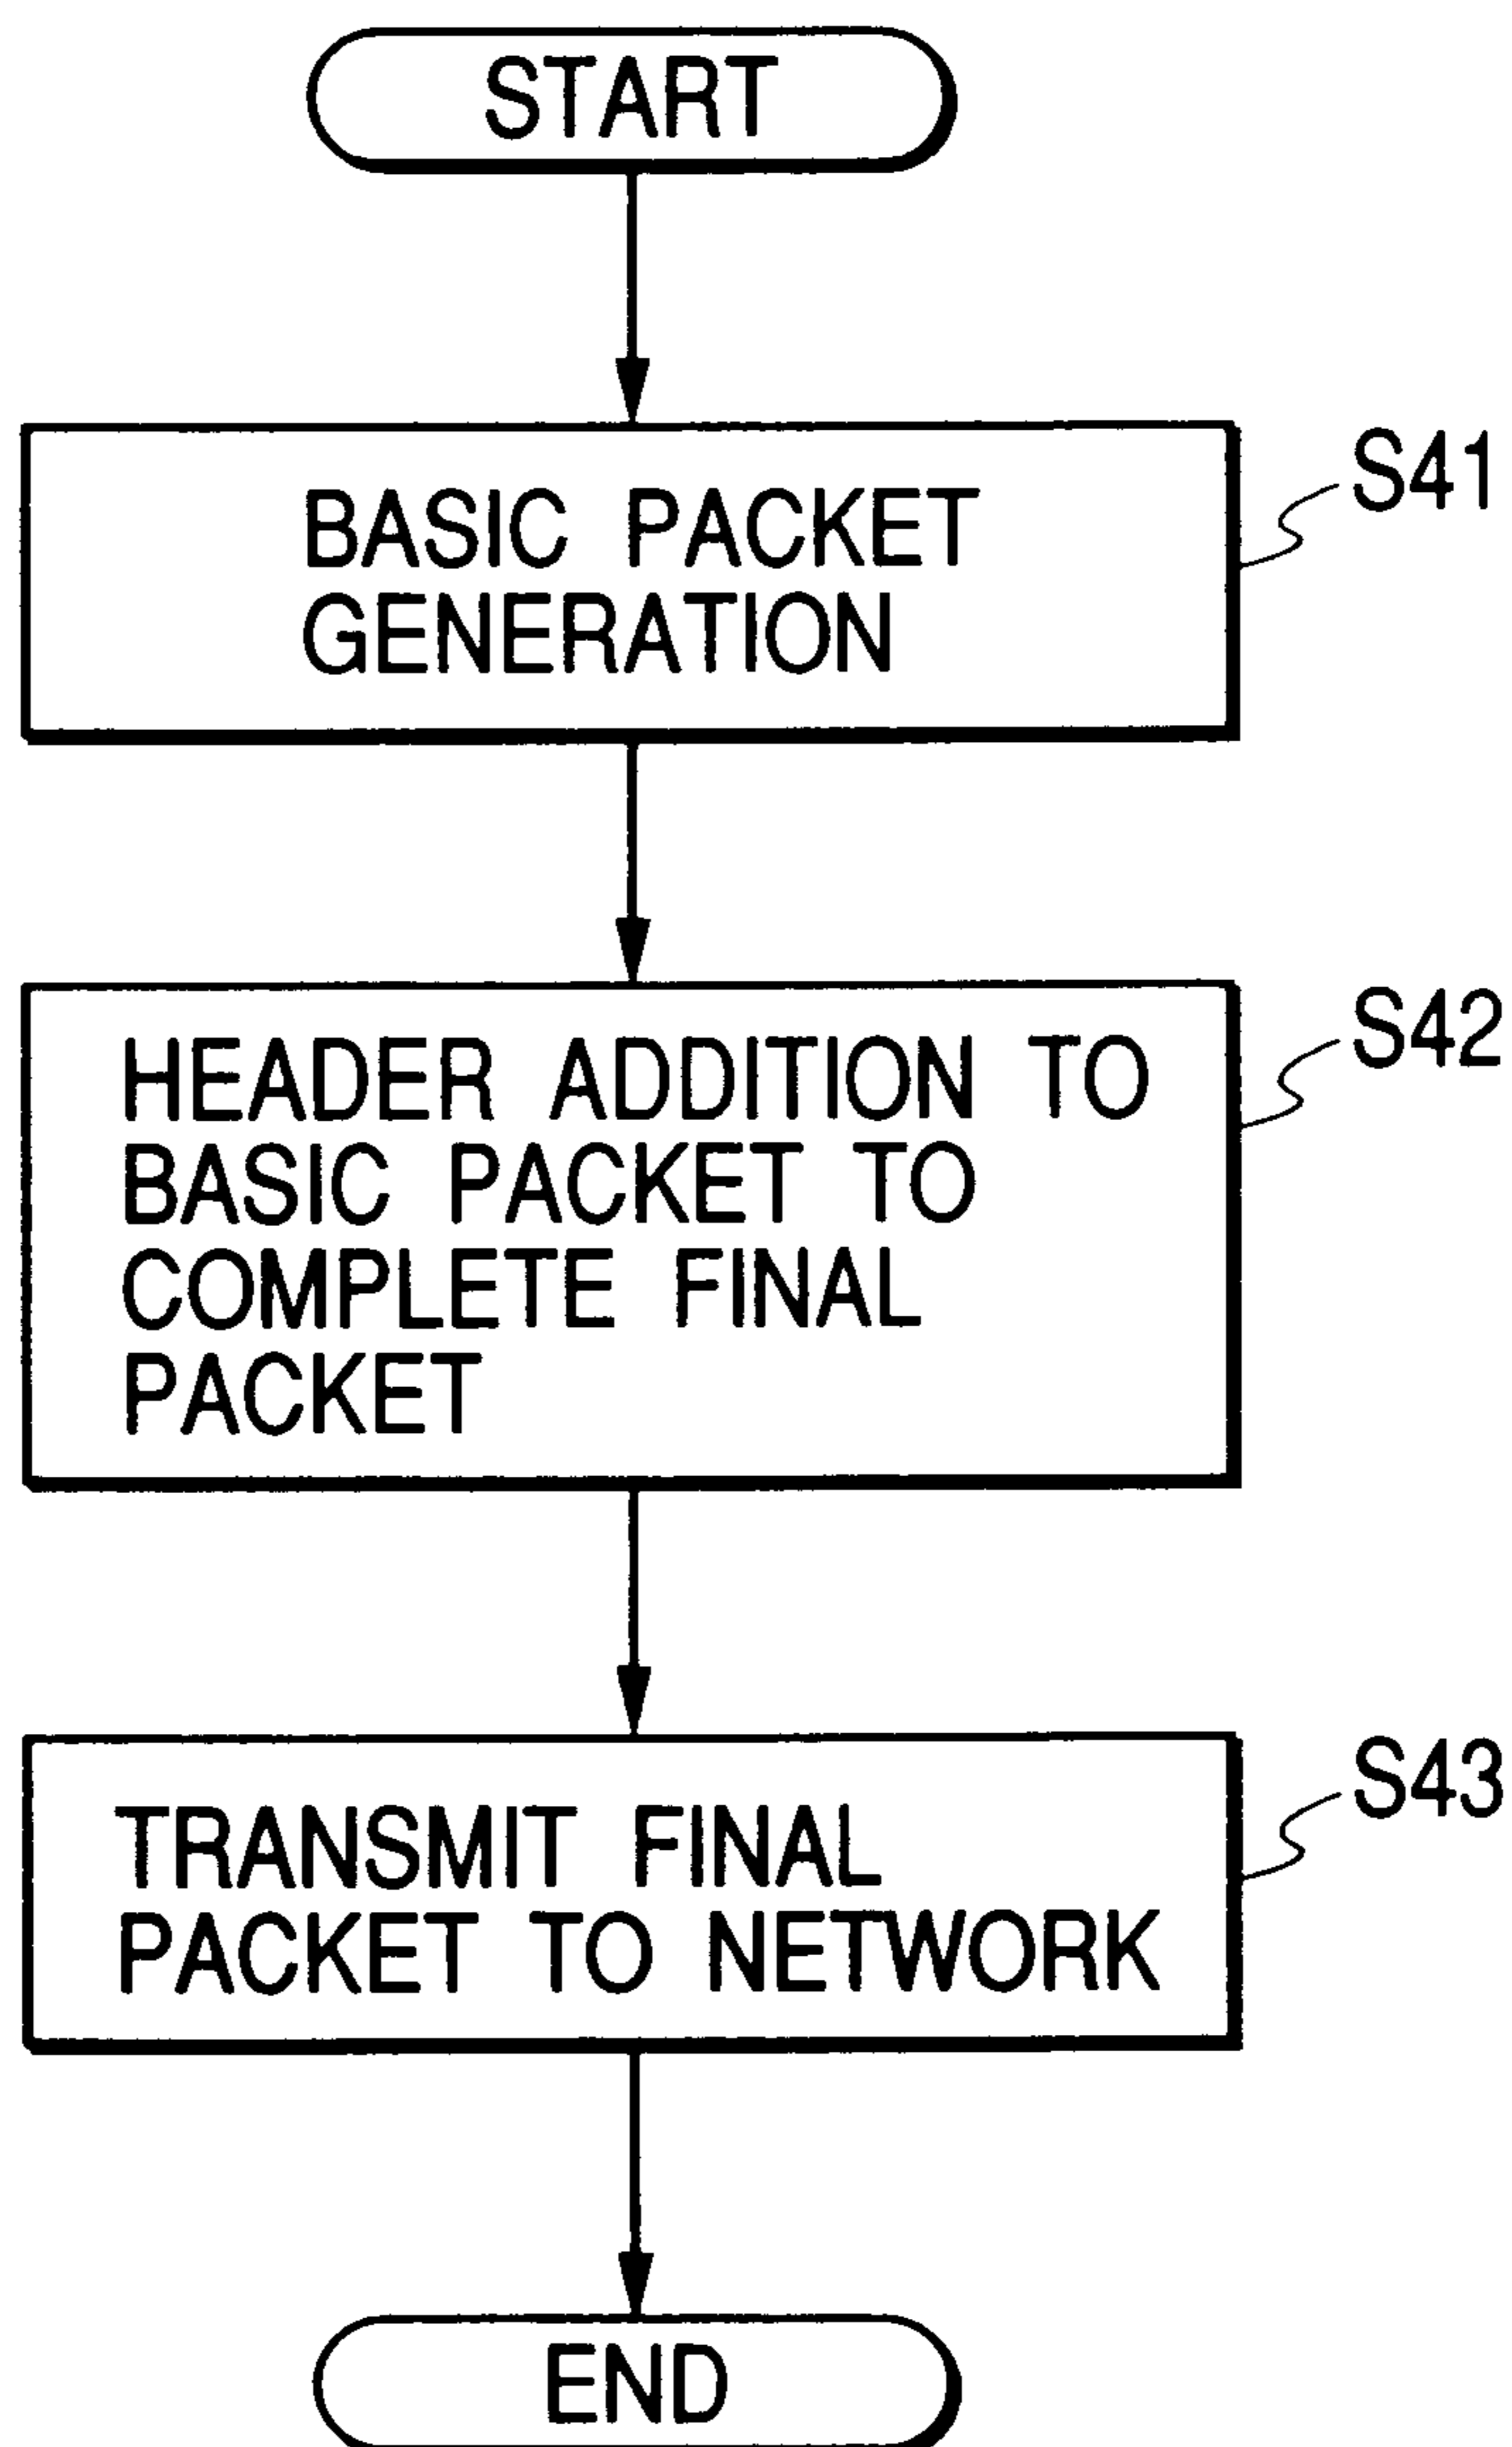 START
BASIC PACKET
GENERATION
S41
HEADER ADDITION TO
BASIC PACKET TO
COMPLETE FINAL
PACKET
S42
TRANSMIT FINAL
PACKET TO NETWORK
S43
END